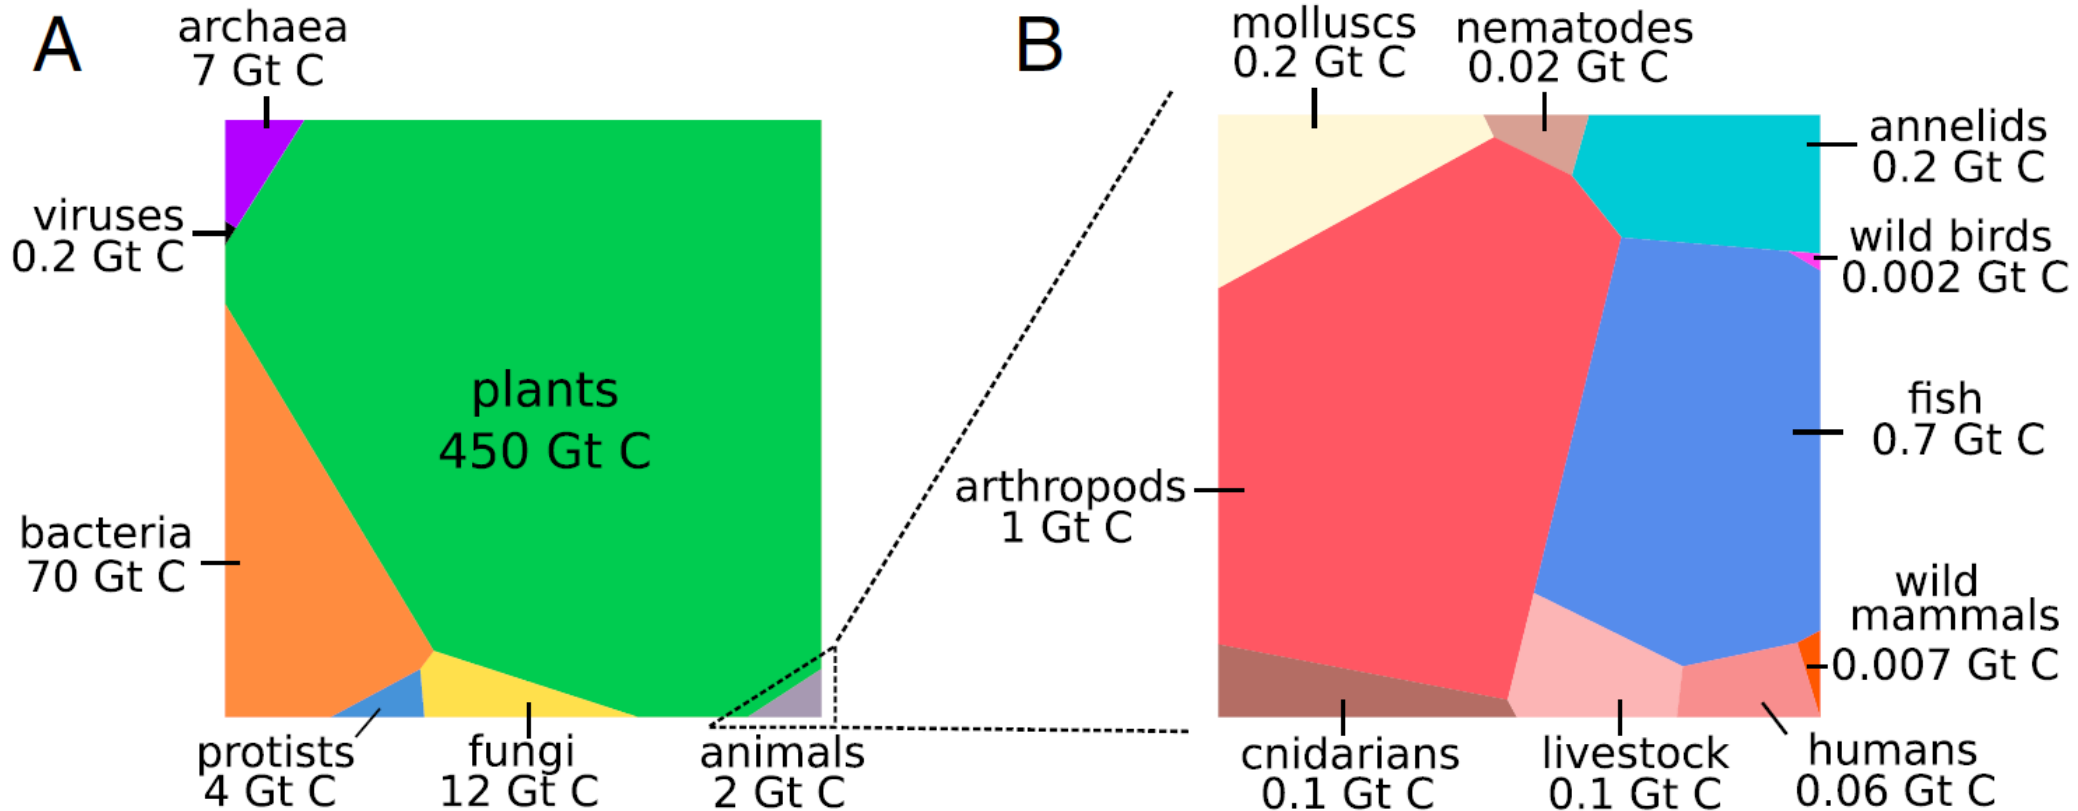 A
archaea
7 Gt C
viruses
0.2 Gt C
plants
450 Gt C
bacteria
70 Gt C
protists
4 Gt C
fungi
12 Gt C
animals
2 Gt C
B
molluscs
0.2 Gt C
nematodes
0.02 Gt C
annelids
0.2 Gt C
wild birds
0.002 Gt C
fish
0.7 Gt C
arthropods
1 Gt C
wild
mammals
0.007 Gt C
cnidarians
0.1 Gt C
livestock
0.1 Gt C
humans
0.06 Gt C